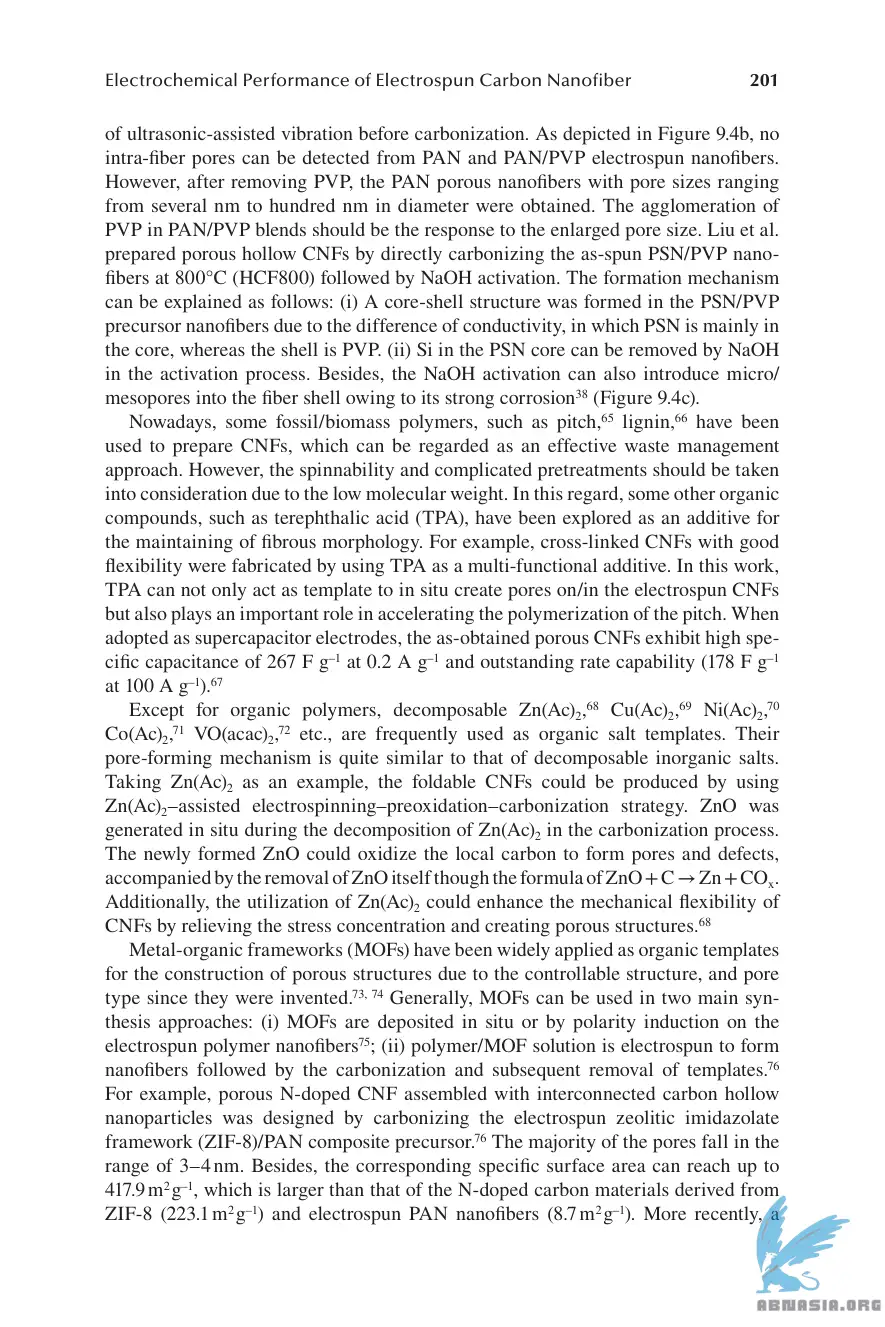 Electrochemical Performance of Electrospun Carbon Nanofiber 201
of ultrasonic-assisted vibration before carbonization. As depicted in Figure 9.4b, no
intra-fiber pores can be detected from PAN and PAN/PVP electrospun nanofibers.
However, after removing PVP, the PAN porous nanofibers with pore sizes ranging
from several nm to hundred nm in diameter were obtained. The agglomeration of
PVP in PAN/PVP blends should be the response to the enlarged pore size. Liu et al.
prepared porous hollow CNFs by directly carbonizing the as-spun PSN/PVP nano-
fibers at 800°C (HCF800) followed by NaOH activation. The formation mechanism
can be explained as follows: (i) A core-shell structure was formed in the PSN/PVP
precursor nanofibers due to the difference of conductivity, in which PSN is mainly in
the core, whereas the shell is PVP. (ii) Si in the PSN core can be removed by NaOH
in the activation process. Besides, the NaOH activation can also introduce micro/
mesopores into the fiber shell owing to its strong corrosion³⁸ (Figure 9.4c).
Nowadays, some fossil/biomass polymers, such as pitch,⁶⁵ lignin,⁶⁶ have been
used to prepare CNFs, which can be regarded as an effective waste management
approach. However, the spinnability and complicated pretreatments should be taken
into consideration due to the low molecular weight. In this regard, some other organic
compounds, such as terephthalic acid (TPA), have been explored as an additive for
the maintaining of fibrous morphology. For example, cross-linked CNFs with good
flexibility were fabricated by using TPA as a multi-functional additive. In this work,
TPA can not only act as template to in situ create pores on/in the electrospun CNFs
but also plays an important role in accelerating the polymerization of the pitch. When
adopted as supercapacitor electrodes, the as-obtained porous CNFs exhibit high spe-
cific capacitance of 267 F g⁻¹ at 0.2 A g⁻¹ and outstanding rate capability (178 F g⁻¹
at 100 A g⁻¹).⁶⁷
Except for organic polymers, decomposable Zn(Ac)₂,⁶⁸ Cu(Ac)₂,⁶⁹ Ni(Ac)₂,⁷⁰
Co(Ac)₂,⁷¹ VO(acac)₂,⁷² etc., are frequently used as organic salt templates. Their
pore-forming mechanism is quite similar to that of decomposable inorganic salts.
Taking Zn(Ac)₂ as an example, the foldable CNFs could be produced by using
Zn(Ac)₂–assisted electrospinning–preoxidation–carbonization strategy. ZnO was
generated in situ during the decomposition of Zn(Ac)₂ in the carbonization process.
The newly formed ZnO could oxidize the local carbon to form pores and defects,
accompanied by the removal of ZnO itself though the formula of ZnO + C → Zn + COₓ.
Additionally, the utilization of Zn(Ac)₂ could enhance the mechanical flexibility of
CNFs by relieving the stress concentration and creating porous structures.⁶⁸
Metal-organic frameworks (MOFs) have been widely applied as organic templates
for the construction of porous structures due to the controllable structure, and pore
type since they were invented.⁷³, ⁷⁴ Generally, MOFs can be used in two main syn-
thesis approaches: (i) MOFs are deposited in situ or by polarity induction on the
electrospun polymer nanofibers⁷⁵; (ii) polymer/MOF solution is electrospun to form
nanofibers followed by the carbonization and subsequent removal of templates.⁷⁶
For example, porous N-doped CNF assembled with interconnected carbon hollow
nanoparticles was designed by carbonizing the electrospun zeolitic imidazolate
framework (ZIF-8)/PAN composite precursor.⁷⁶ The majority of the pores fall in the
range of 3–4 nm. Besides, the corresponding specific surface area can reach up to
417.9 m² g⁻¹, which is larger than that of the N-doped carbon materials derived from
ZIF-8 (223.1 m² g⁻¹) and electrospun PAN nanofibers (8.7 m² g⁻¹). More recently, a
ABNASIA.ORG